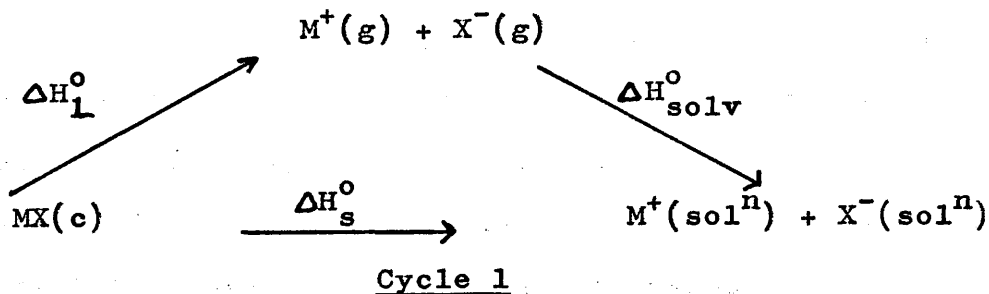 M⁺(g) + X⁻(g)
ΔH°L
ΔH°solv
MX(c)
ΔH°s
M⁺(solⁿ) + X⁻(solⁿ)
Cycle 1